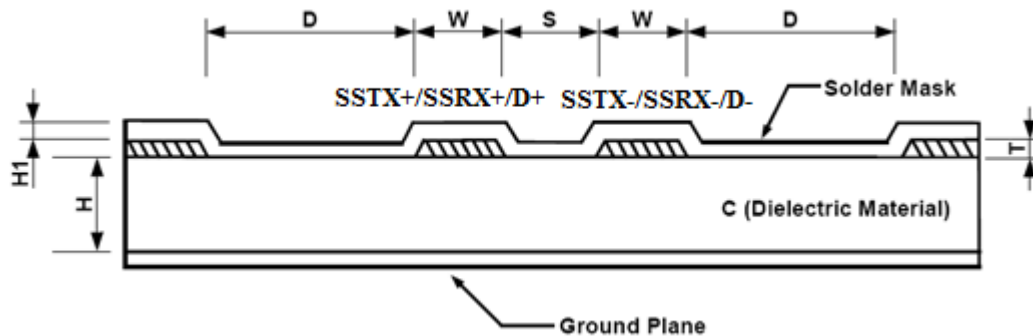 D W S W D
SSTX+/SSRX+/D+ SSTX-/SSRX-/D-
Solder Mask
H1
T
H
C (Dielectric Material)
Ground Plane